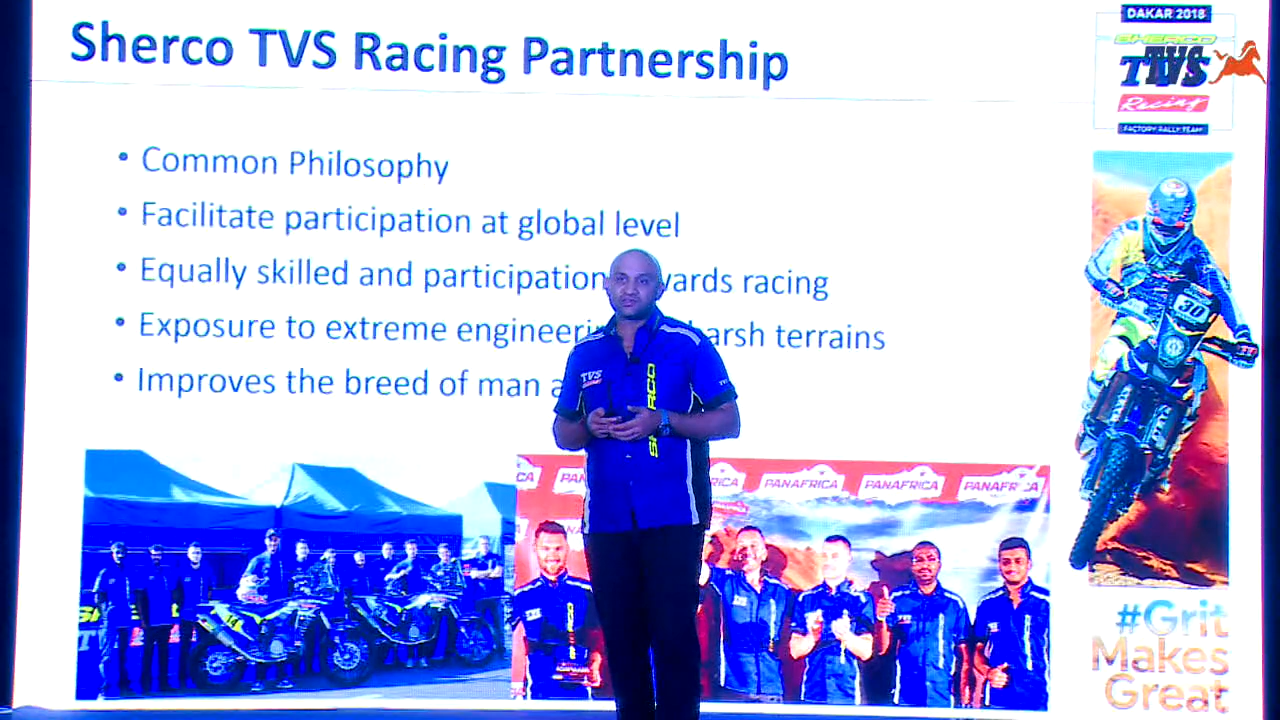 Sherco TVS Racing Partnership
• Common Philosophy
• Facilitate participation at global level
• Equally skilled and participation wards racing
• Exposure to extreme engineeri arsh terrains
• Improves the breed of man a
DAKAR 2018
SHERCO
TVS
Racing
FACTORY RALLY TEAM
30
#Grit
Makes
Great
TVS
SHERCO
PANAFRICA
PANAFRICA
PANAFRICA